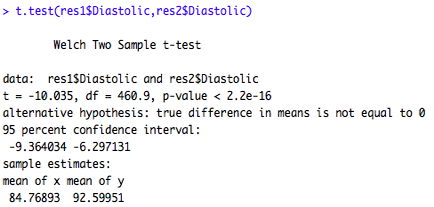 > t.test(res1$Diastolic,res2$Diastolic)
Welch Two Sample t-test
data:  res1$Diastolic and res2$Diastolic
t = -10.035, df = 460.9, p-value < 2.2e-16
alternative hypothesis: true difference in means is not equal to 0
95 percent confidence interval:
-9.364034 -6.297131
sample estimates:
mean of x mean of y
84.76893  92.59951